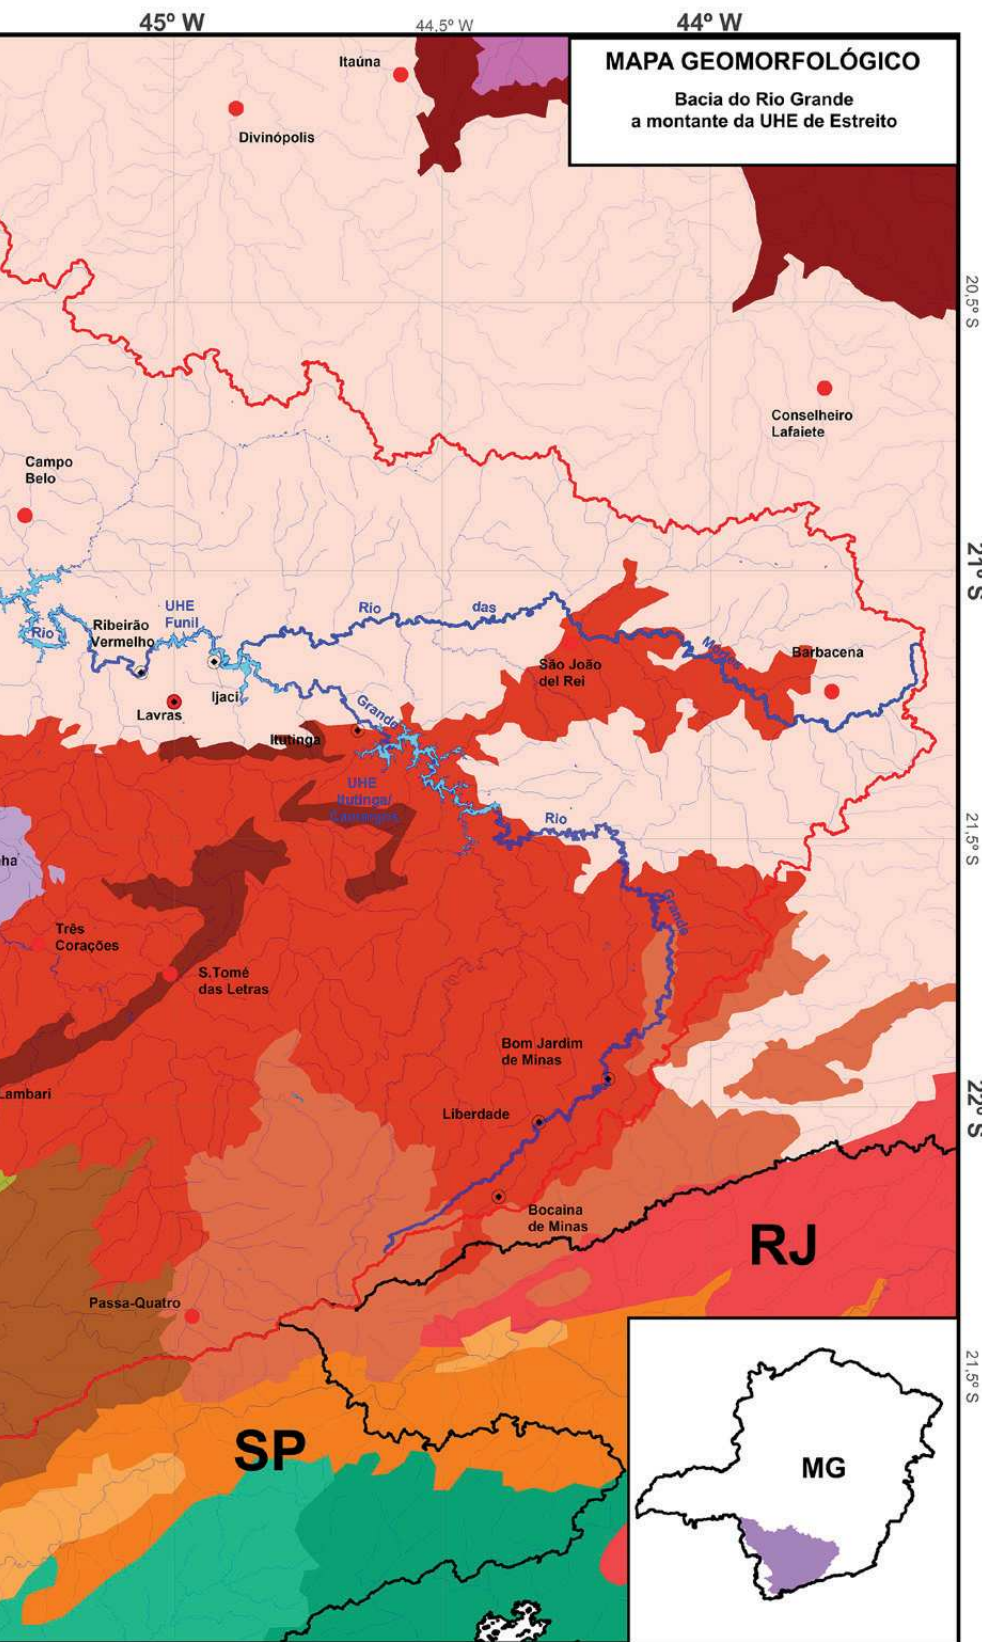 45º W
44,5º W
44º W
MAPA GEOMORFOLÓGICO
Bacia do Rio Grande
a montante da UHE de Estreito
Itaúna
Divinópolis
20,5º S
Conselheiro
Lafaiete
Campo
Belo
21º S
UHE
Funil
Rio
das
Mortes
Rio
Ribeirão
Vermelho
Barbacena
São João
del Rei
Ijaci
Lavras
Grande
Itutinga
UHE
Itutinga/
Camargos
Rio
21,5º S
nha
Grande
Três
Corações
S.Tomé
das Letras
Bom Jardim
de Minas
Lambari
Liberdade
22º S
Bocaina
de Minas
RJ
Passa-Quatro
21,5º S
SP
MG